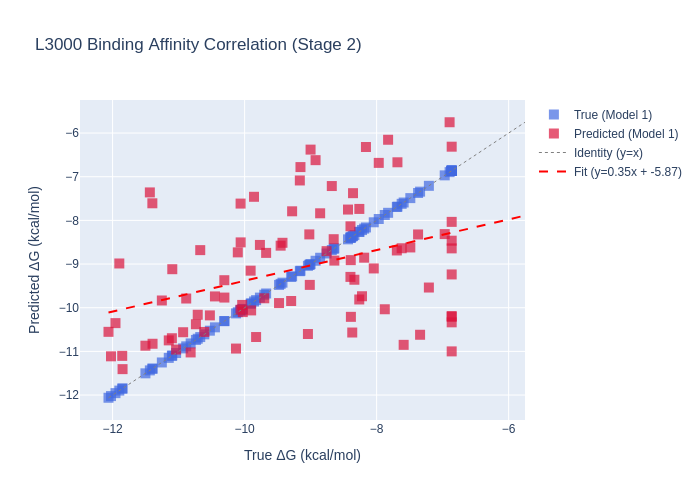 L3000 Binding Affinity Correlation (Stage 2)
True (Model 1)
Predicted (Model 1)
Identity (y=x)
Fit (y=0.35x + -5.87)
Predicted ΔG (kcal/mol)
−6
−7
−8
−9
−10
−11
−12
−12
−10
−8
−6
True ΔG (kcal/mol)